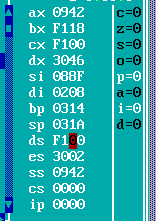 ax 0942 c=0
bx F118 z=0
cx F100 s=0
dx 3046 o=0
si 088F p=0
di 0208 a=0
bp 0314 i=0
sp 031A d=0
ds F100
es 3002
ss 0942
cs 0000
ip 0000